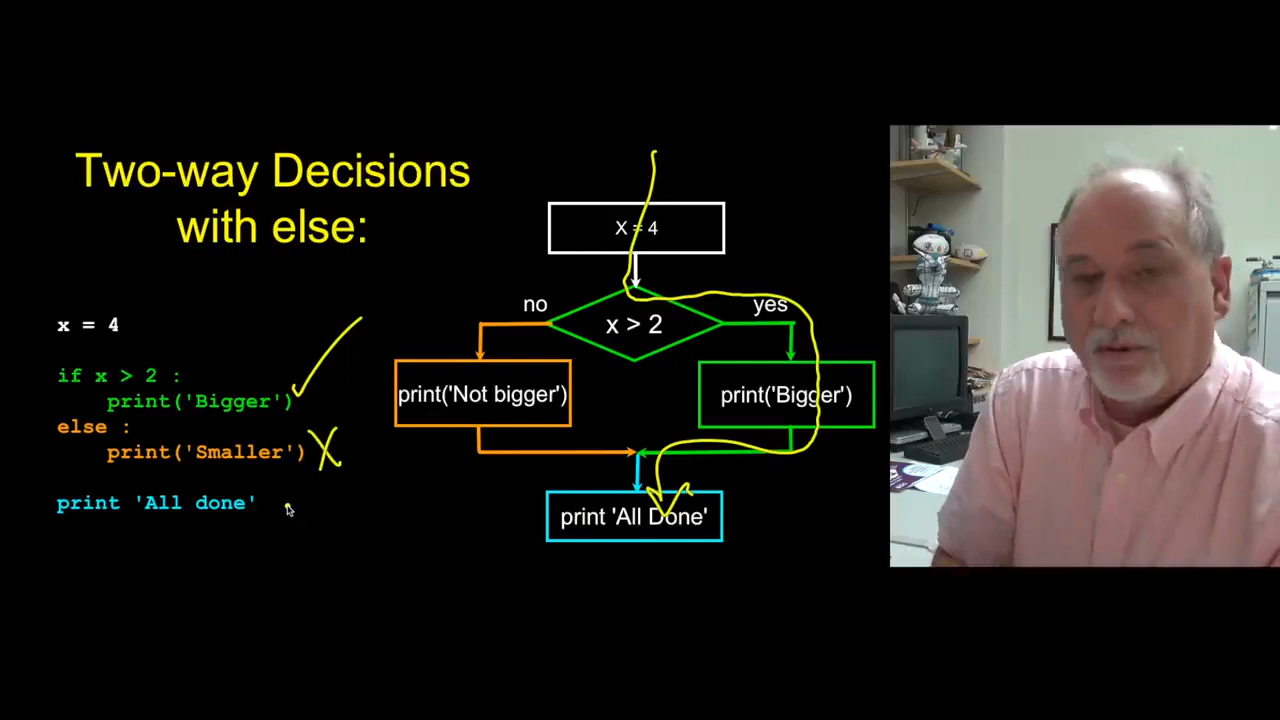 Two-way Decisions
with else:
x = 4
if x > 2 :
print('Bigger')
else :
print('Smaller')
print 'All done'
X = 4
no
yes
x > 2
print('Not bigger')
print('Bigger')
print 'All Done'